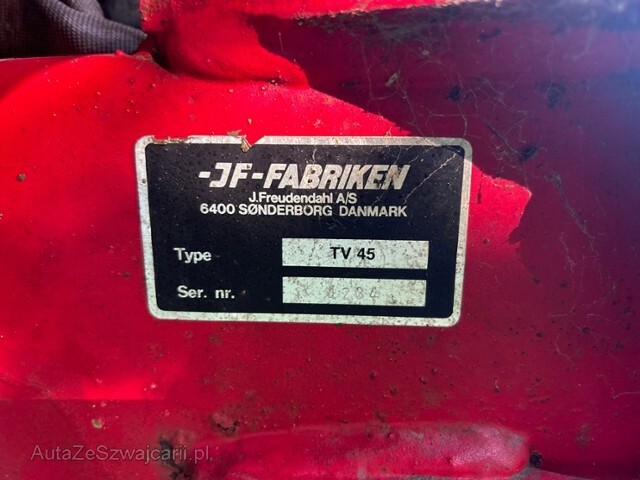 -JF-FABRIKEN
J.Freudendahl A/S
6400 SØNDERBORG DANMARK
Type TV 45
Ser. nr.
AutaZeSzwajcarii.pl